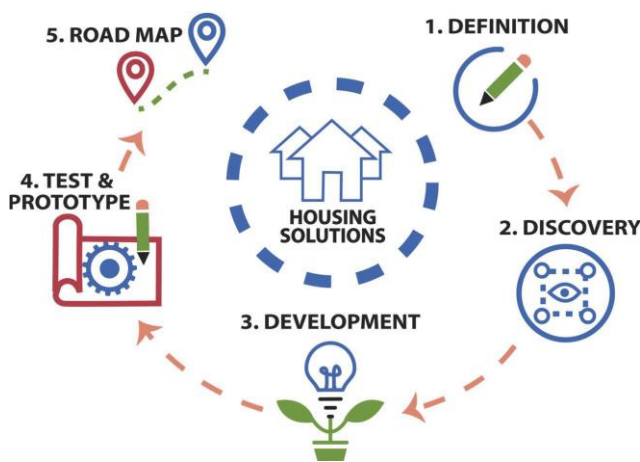 1. DEFINITION
2. DISCOVERY
3. DEVELOPMENT
4. TEST &
PROTOTYPE
5. ROAD MAP
HOUSING
SOLUTIONS